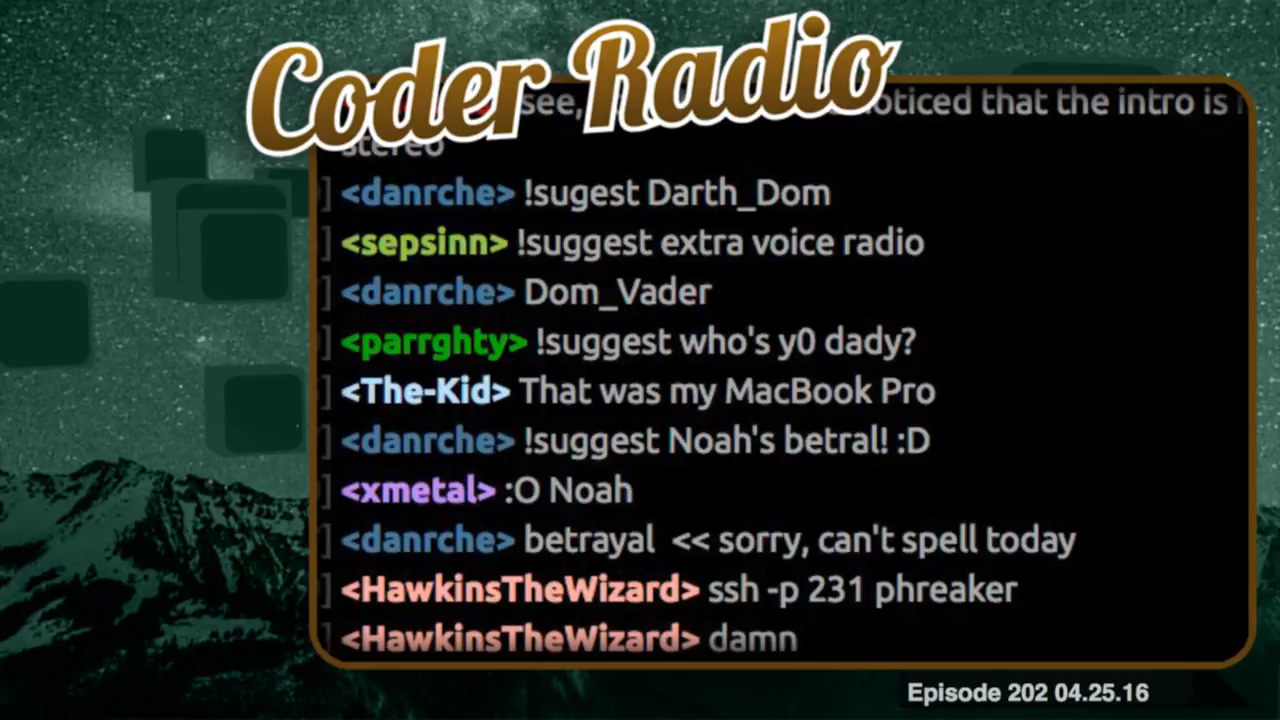 Coder Radio
see, oticed that the intro is
stereo
] <danrche> !sugest Darth_Dom
] <sepsinn> !suggest extra voice radio
] <danrche> Dom_Vader
] <parrghty> !suggest who's y0 dady?
] <The-Kid> That was my MacBook Pro
] <danrche> !suggest Noah's betral! :D
] <xmetal> :O Noah
] <danrche> betrayal << sorry, can't spell today
] <HawkinsTheWizard> ssh -p 231 phreaker
] <HawkinsTheWizard> damn
Episode 202 04.25.16